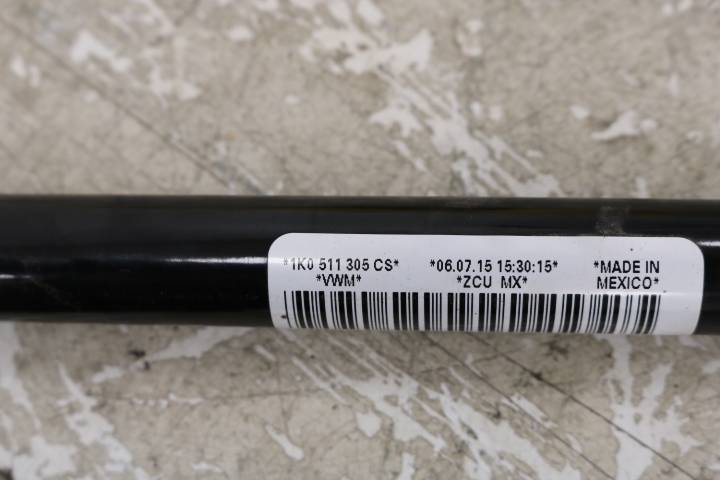 *1K0 511 305 CS* *06.07.15 15:30:15* *MADE IN
*VWM* *ZCU MX* MEXICO*